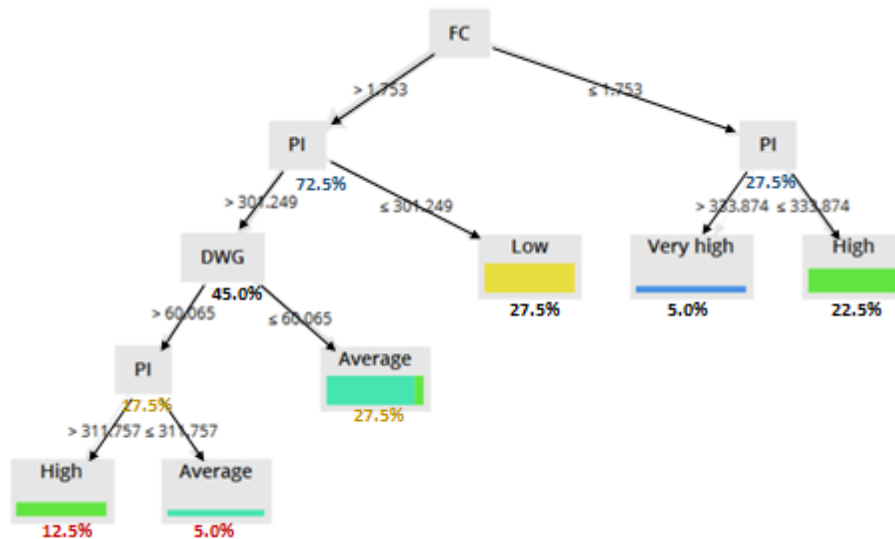 FC
> 1.753
≤ 1.753
PI
72.5%
PI
27.5%
> 301.249
≤ 301.249
> 333.874
≤ 333.874
DWG
45.0%
Low
27.5%
Very high
5.0%
High
22.5%
> 60.065
≤ 60.065
PI
17.5%
Average
27.5%
> 311.757
≤ 311.757
High
12.5%
Average
5.0%